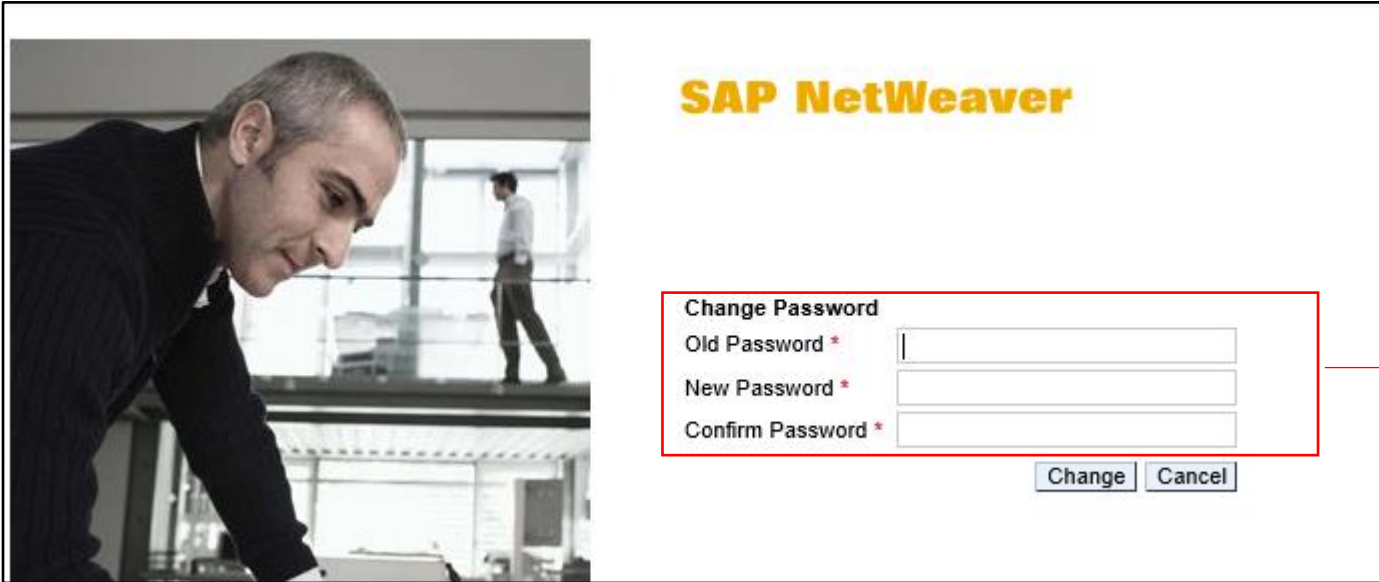 SAP NetWeaver
Change Password
Old Password *
New Password *
Confirm Password *
Change Cancel